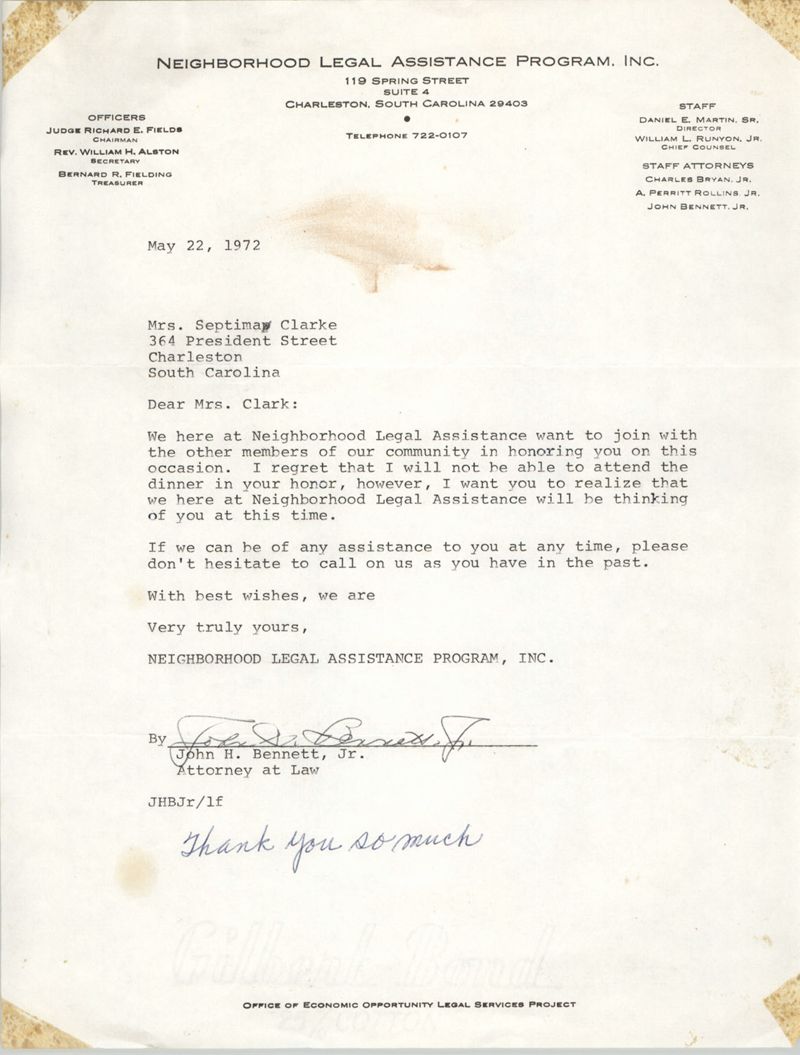 NEIGHBORHOOD LEGAL ASSISTANCE PROGRAM, INC.
119 SPRING STREET
SUITE 4
CHARLESTON, SOUTH CAROLINA 29403
TELEPHONE 722-0107
OFFICERS
JUDGE RICHARD E. FIELDS
CHAIRMAN
REV. WILLIAM H. ALSTON
SECRETARY
BERNARD R. FIELDING
TREASURER
STAFF
DANIEL E. MARTIN, SR.
DIRECTOR
WILLIAM L. RUNYON, JR.
CHIEF COUNSEL
STAFF ATTORNEYS
CHARLES BRYAN, JR.
A. PERRITT ROLLINS, JR.
JOHN BENNETT, JR.
May 22, 1972
Mrs. Septima Clarke
364 President Street
Charleston
South Carolina
Dear Mrs. Clark:
We here at Neighborhood Legal Assistance want to join with
the other members of our community in honoring you on this
occasion. I regret that I will not be able to attend the
dinner in your honor, however, I want you to realize that
we here at Neighborhood Legal Assistance will be thinking
of you at this time.
If we can be of any assistance to you at any time, please
don't hesitate to call on us as you have in the past.
With best wishes, we are
Very truly yours,
NEIGHBORHOOD LEGAL ASSISTANCE PROGRAM, INC.
By John H. Bennett, Jr.
John H. Bennett, Jr.
Attorney at Law
JHBJr/lf
Thank you so much
Gilbert Bond
OFFICE OF ECONOMIC OPPORTUNITY LEGAL SERVICES PROJECT